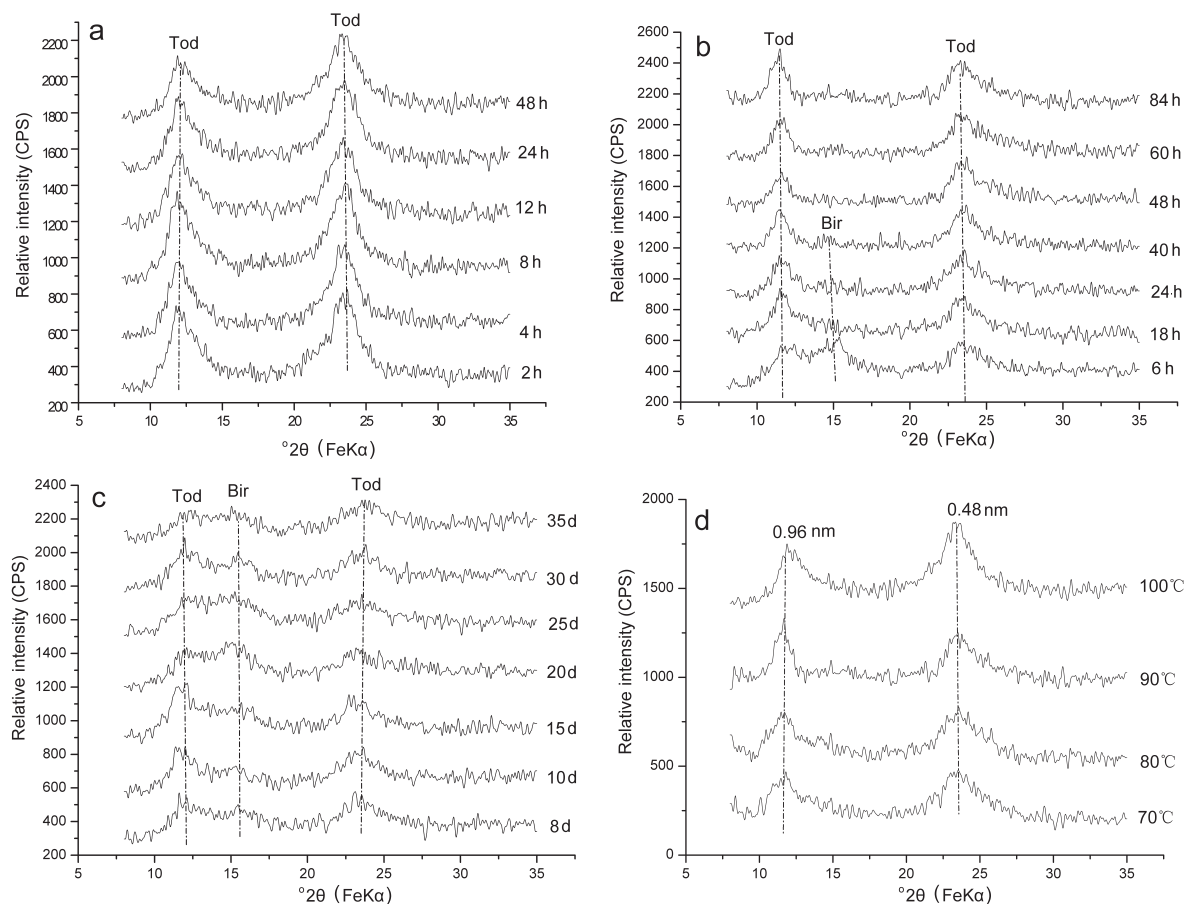 a
Tod
Tod
2200
2000
1800
1600
1400
1200
1000
800
600
400
200
Relative intensity (CPS)
48 h
24 h
12 h
8 h
4 h
2 h
5
10
15
20
25
30
35
°2θ (FeKα)
b
Tod
Tod
Bir
2600
2400
2200
2000
1800
1600
1400
1200
1000
800
600
400
200
Relative intensity (CPS)
84 h
60 h
48 h
40 h
24 h
18 h
6 h
5
10
15
20
25
30
35
°2θ (FeKα)
c
Tod
Bir
Tod
2400
2200
2000
1800
1600
1400
1200
1000
800
600
400
200
Relative intensity (CPS)
35 d
30 d
25 d
20 d
15 d
10 d
8 d
5
10
15
20
25
30
35
°2θ (FeKα)
d
0.96 nm
0.48 nm
2000
1500
1000
500
0
Relative intensity (CPS)
100℃
90℃
80℃
70℃
5
10
15
20
25
30
35
°2θ (FeKα)